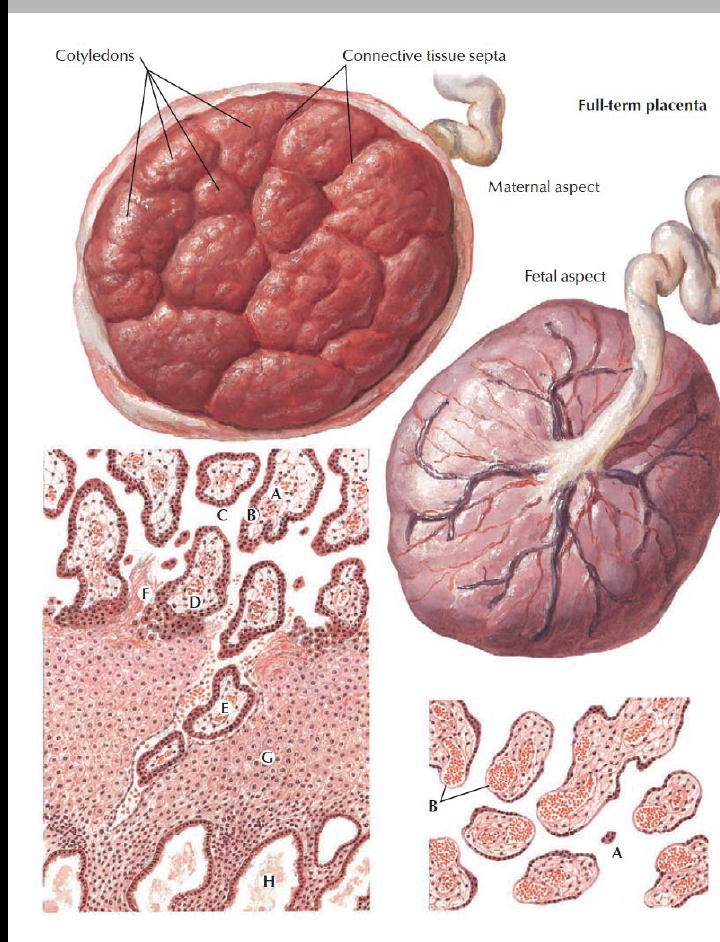 Cotyledons
Connective tissue septa
Full-term placenta
Maternal aspect
Fetal aspect
A
C
B
F
D
E
G
H
B
A